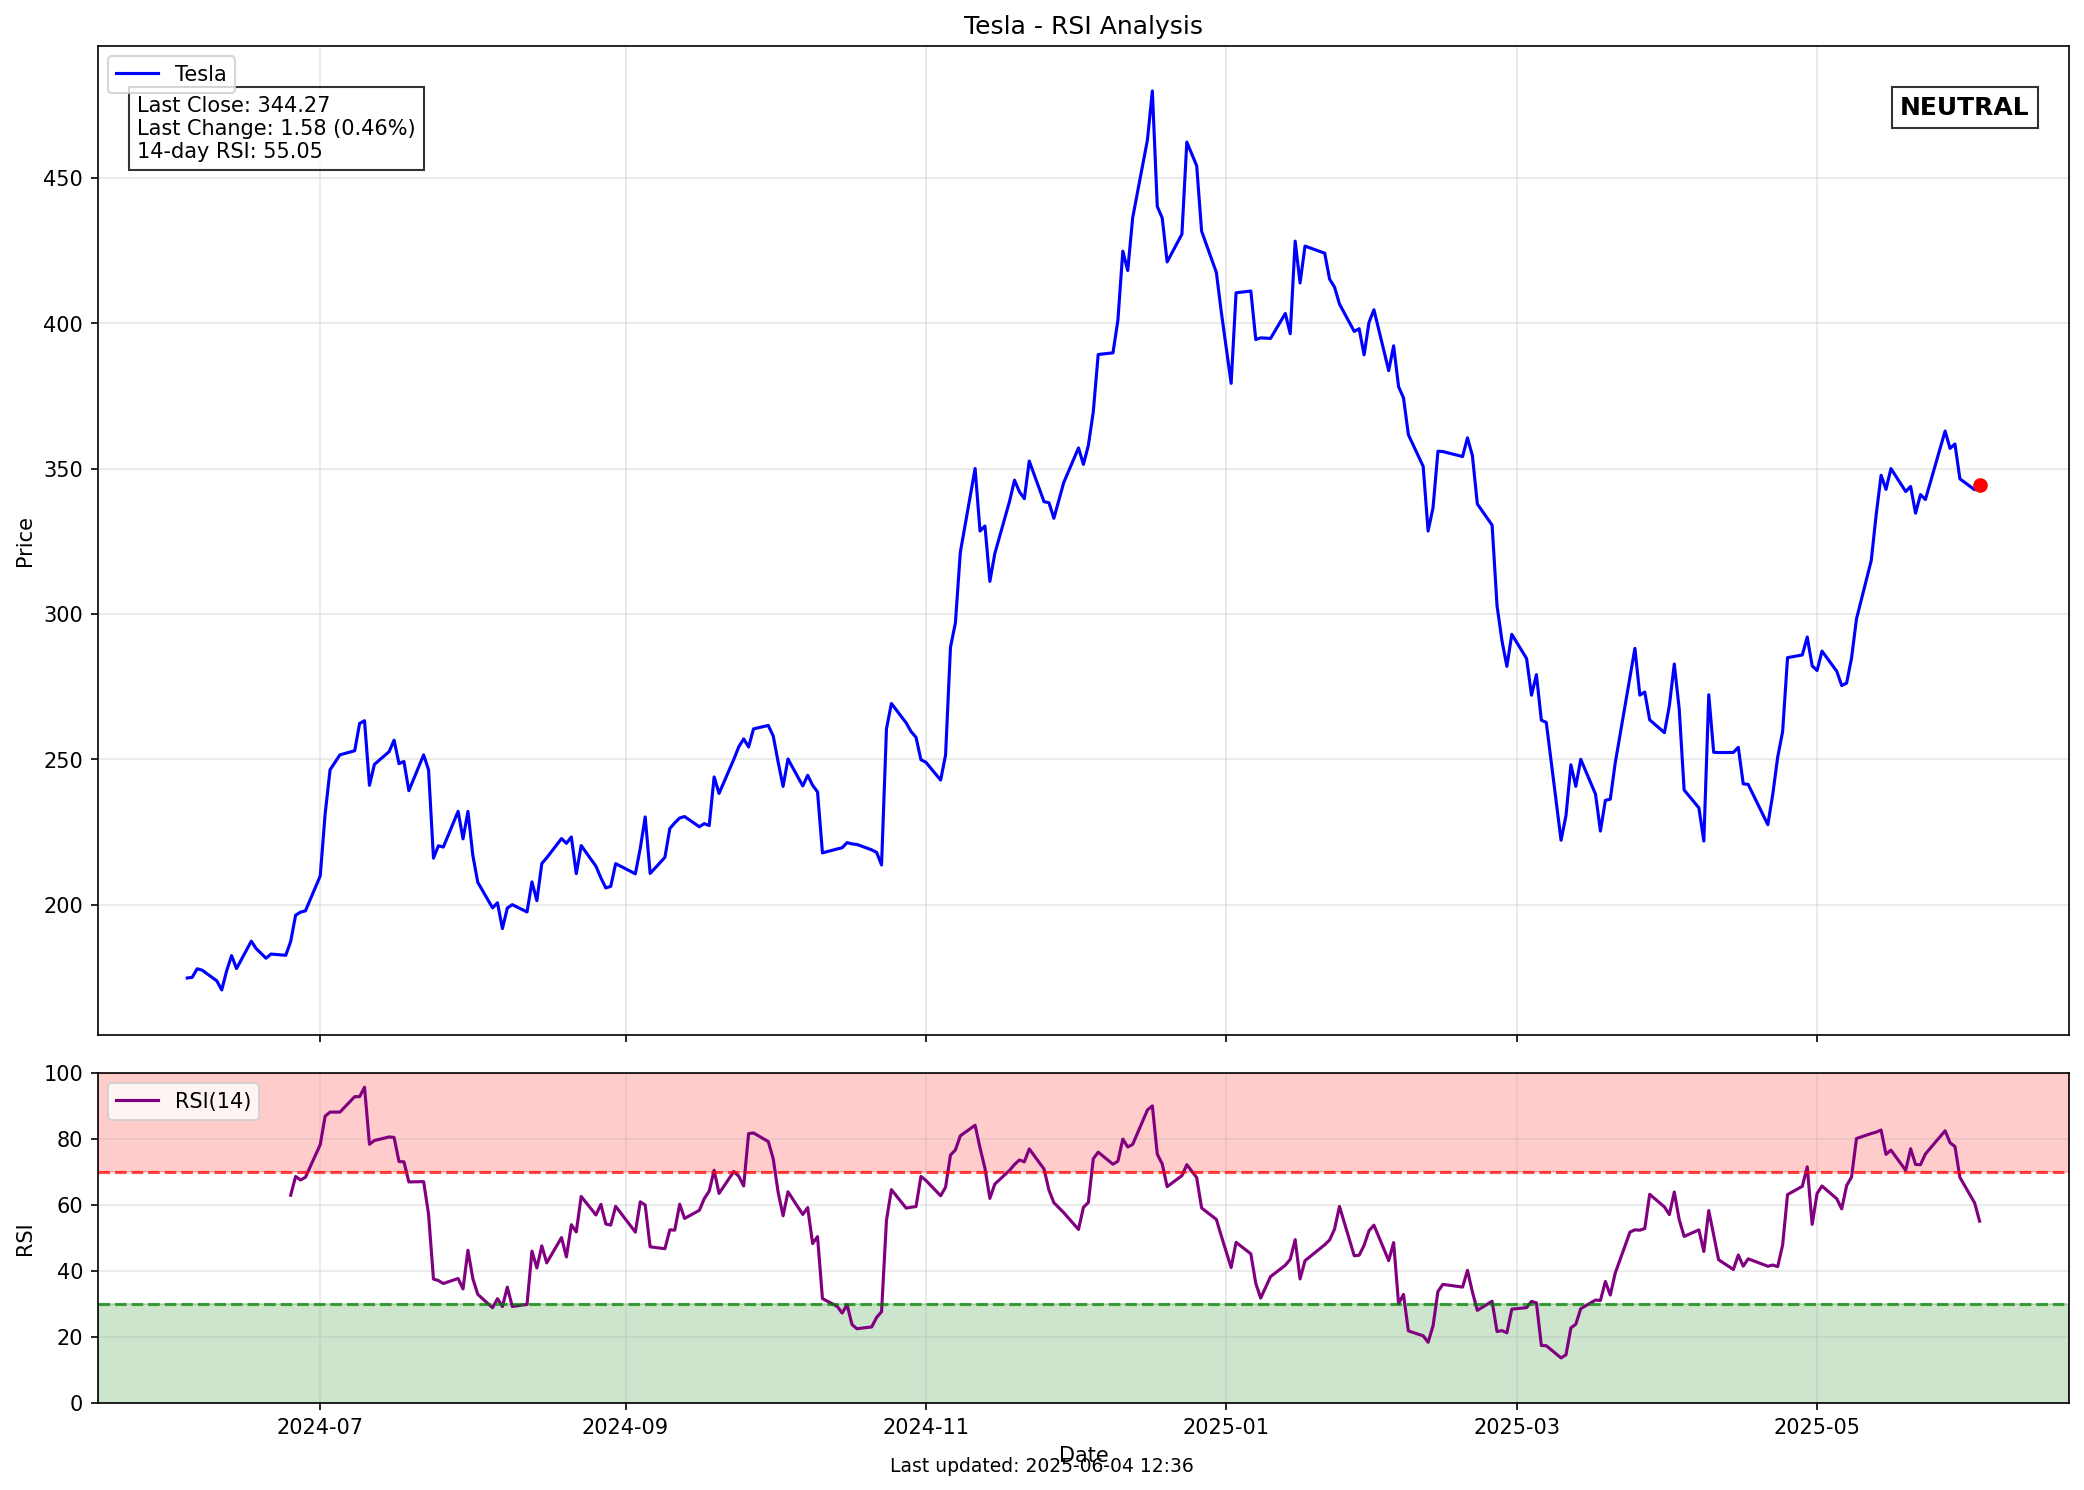 Tesla - RSI Analysis
Tesla
Last Close: 344.27
Last Change: 1.58 (0.46%)
14-day RSI: 55.05
NEUTRAL
Price
450
400
350
300
250
200
RSI(14)
RSI
100
80
60
40
20
0
2024-07
2024-09
2024-11
2025-01
2025-03
2025-05
Date
Last updated: 2025-06-04 12:36